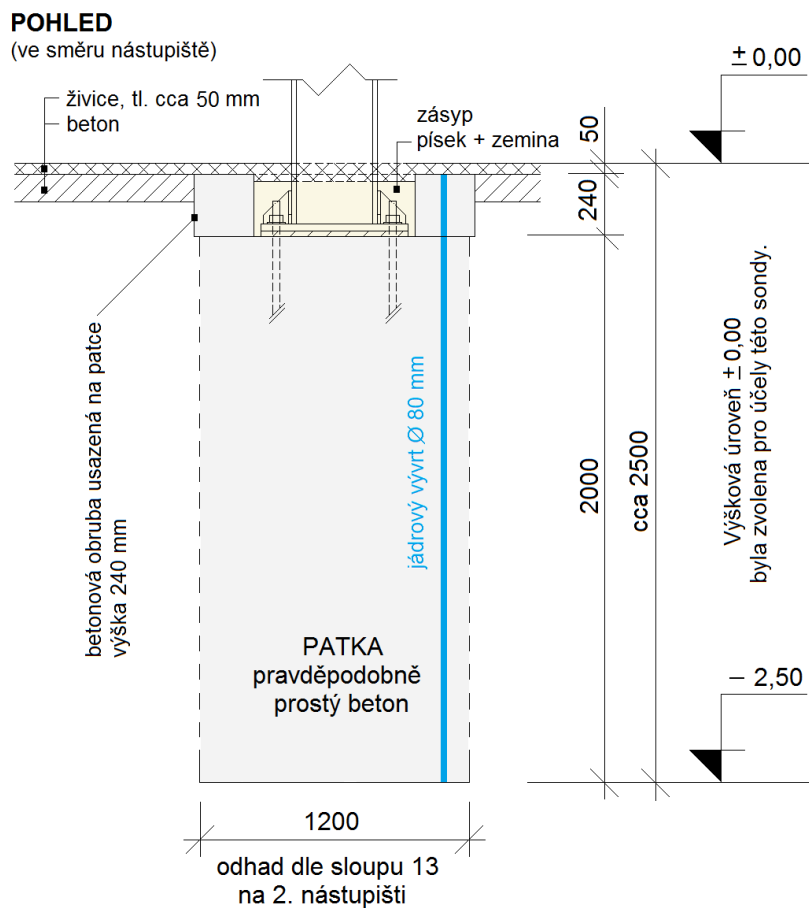 POHLED
(ve směru nástupiště)
± 0,00
živice, tl. cca 50 mm
beton
zásyp
písek + zemina
50
240
betonová obruba usazená na patce
výška 240 mm
jádrový vývrt Ø 80 mm
2000
cca 2500
Výšková úroveň ± 0,00
byla zvolena pro účely této sondy.
PATKA
pravděpodobně
prostý beton
− 2,50
1200
odhad dle sloupu 13
na 2. nástupišti